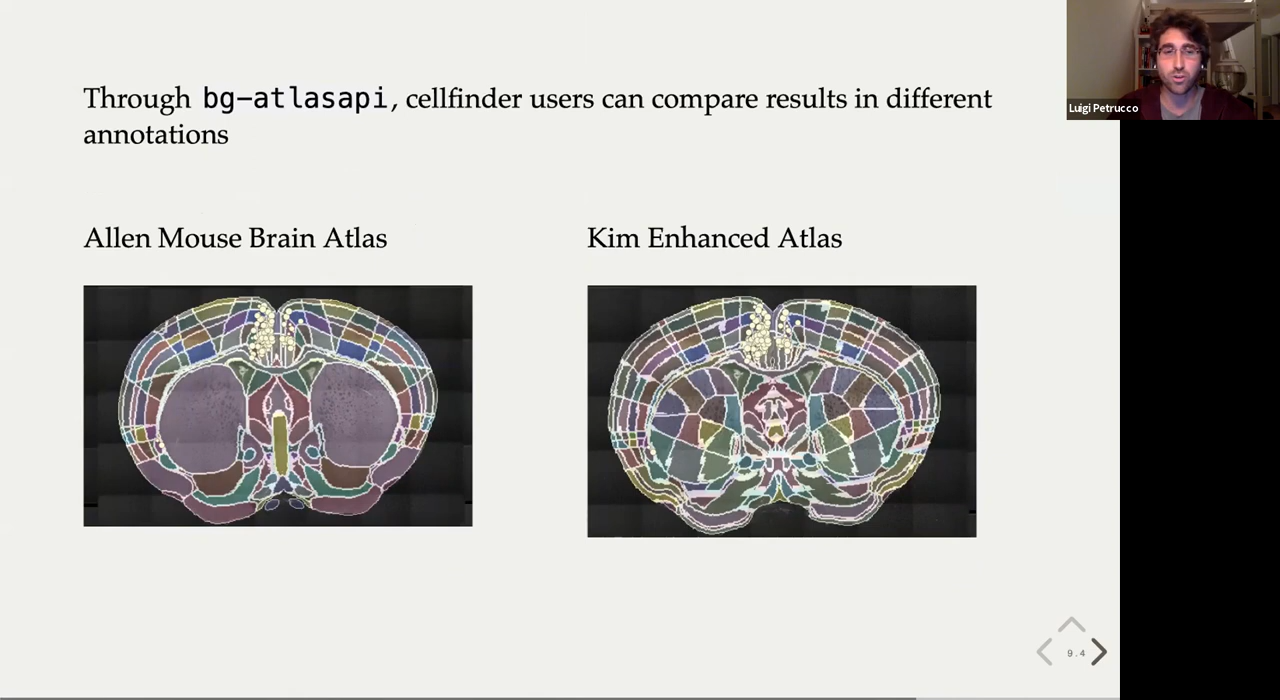 Through bg-atlasapi, cellfinder users can compare results in different
annotations
Allen Mouse Brain Atlas
Kim Enhanced Atlas
Luigi Petrucco
9.4